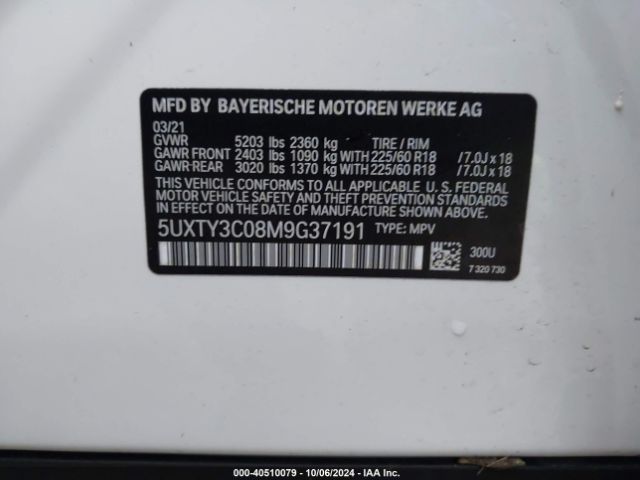 MFD BY BAYERISCHE MOTOREN WERKE AG
03/21
GVWR 5203 lbs 2360 kg TIRE / RIM
GAWR FRONT 2403 lbs 1090 kg WITH 225/60 R18 / 7.0J x 18
GAWR-REAR 3020 lbs 1370 kg WITH 225/60 R18 / 7.0J x 18
THIS VEHICLE CONFORMS TO ALL APPLICABLE U. S. FEDERAL
MOTOR VEHICLE SAFETY AND THEFT PREVENTION
STANDARDS IN EFFECT ON THE DATE OF MANUFACTURE SHOWN ABOVE.
5UXTY3C08M9G37191 TYPE: MPV
300U
7 320 730
000-40510079 - 10/06/2024 - IAA Inc.